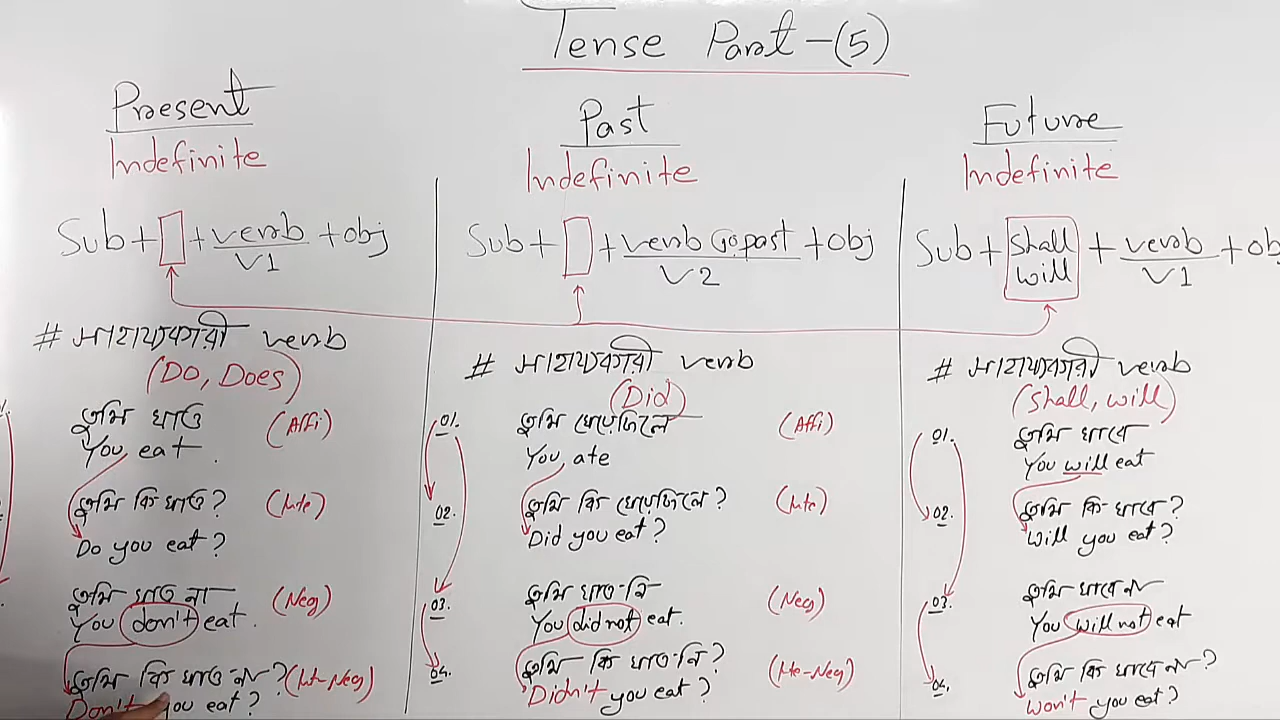 Tense Part-(5)
Present
Indefinite
Sub+ +verb+obj
V1
# সাহায্যকারী verb
(Do, Does)
তুমি খাও (Affi)
You eat.
তুমি কি খাও? (Inte)
Do you eat?
তুমি খাও না (Neg)
You don't eat.
তুমি কি খাও না? (Int-Neg)
Don't you eat?
Past
Indefinite
Sub+ +verb এর past+obj
V2
# সাহায্যকারী verb
(Did)
01. তুমি খেয়েছিলে (Affi)
You ate
02. তুমি কি খেয়েছিলে? (Inte)
Did you eat?
03. তুমি খাও-নি (Neg)
You did not eat.
04. তুমি কি খাও-নি? (Inte-Neg)
Didn't you eat?
Future
Indefinite
Sub+ shall will +verb+obj
V1
# সাহায্যকারী verb
(shall, will)
01. তুমি খাবে
You will eat
02. তুমি কি খাবে?
Will you eat?
03. তুমি খাবে না
You will not eat
04. তুমি কি খাবে না?
Won't you eat?